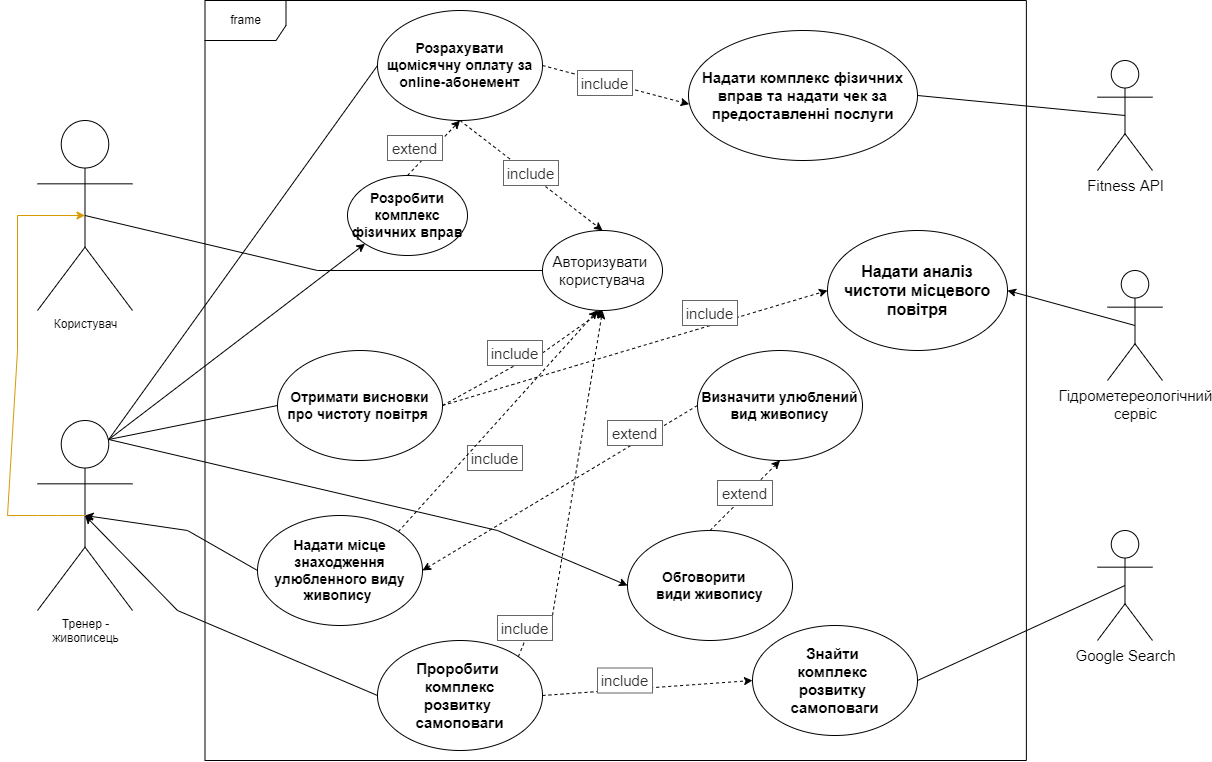 frame
Розрахувати
щомісячну оплату за
online-абонемент
include
Надати комплекс фізичних
вправ та надати чек за
предоставленні послуги
Fitness API
extend
include
Розробити
комплекс
фізичних вправ
Користувач
Авторизувати
користувача
Надати аналіз
чистоти місцевого
повітря
include
include
Отримати висновки
про чистоту повітря
Визначити улюблений
вид живопису
Гідрометереологічний
сервіс
extend
include
extend
Надати місце
знаходження
улюбленного виду
живопису
Обговорити
види живопису
Тренер -
живописець
include
Google Search
Проробити
комплекс
розвитку
самоповаги
include
Знайти
комплекс
розвитку
самоповаги